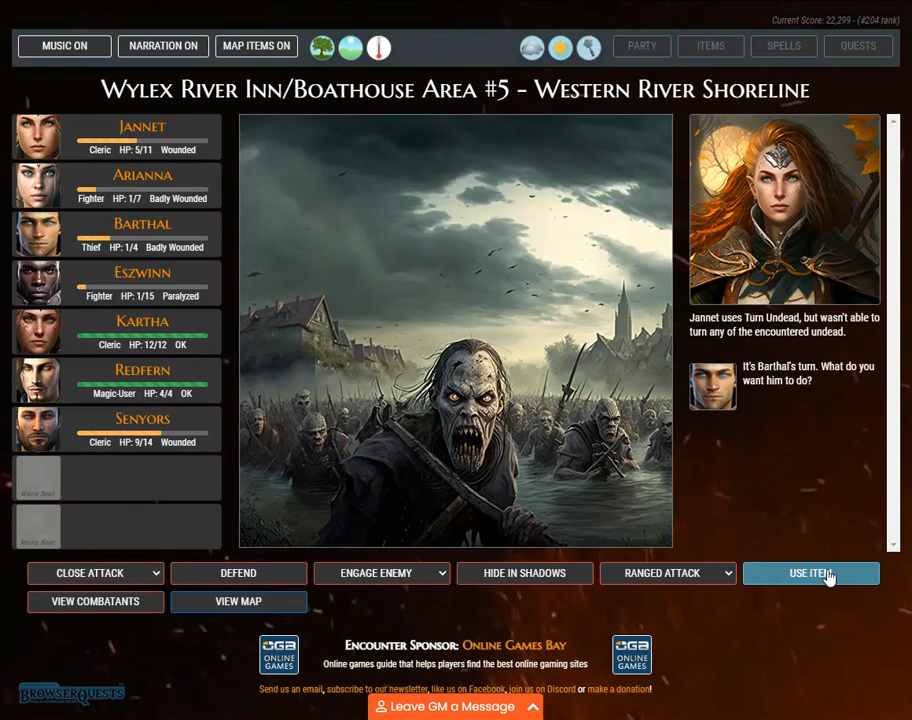 Current Score: 22,299 - (#204 rank)
MUSIC ON
NARRATION ON
MAP ITEMS ON
PARTY
ITEMS
SPELLS
QUESTS
Wylex River Inn/Boathouse Area #5 - Western River Shoreline
Jannet
Cleric HP: 5/11 Wounded
Arianna
Fighter HP: 1/7 Badly Wounded
Barthal
Thief HP: 1/4 Badly Wounded
Eszwinn
Fighter HP: 1/15 Paralyzed
Kartha
Cleric HP: 12/12 OK
Redfern
Magic-User HP: 4/4 OK
Senyors
Cleric HP: 9/14 Wounded
Hero Slot
Hero Slot
Jannet uses Turn Undead, but wasn't able to
turn any of the encountered undead.
It's Barthal's turn. What do you
want him to do?
CLOSE ATTACK
DEFEND
ENGAGE ENEMY
HIDE IN SHADOWS
RANGED ATTACK
USE ITEM
VIEW COMBATANTS
VIEW MAP
OGA
ONLINE
GAMES
Encounter Sponsor: Online Games Bay
Online games guide that helps players find the best online gaming sites
OGA
ONLINE
GAMES
Send us an email, subscribe to our newsletter, like us on Facebook, join us on Discord or make a donation!
BrowserQuests
Leave GM a Message